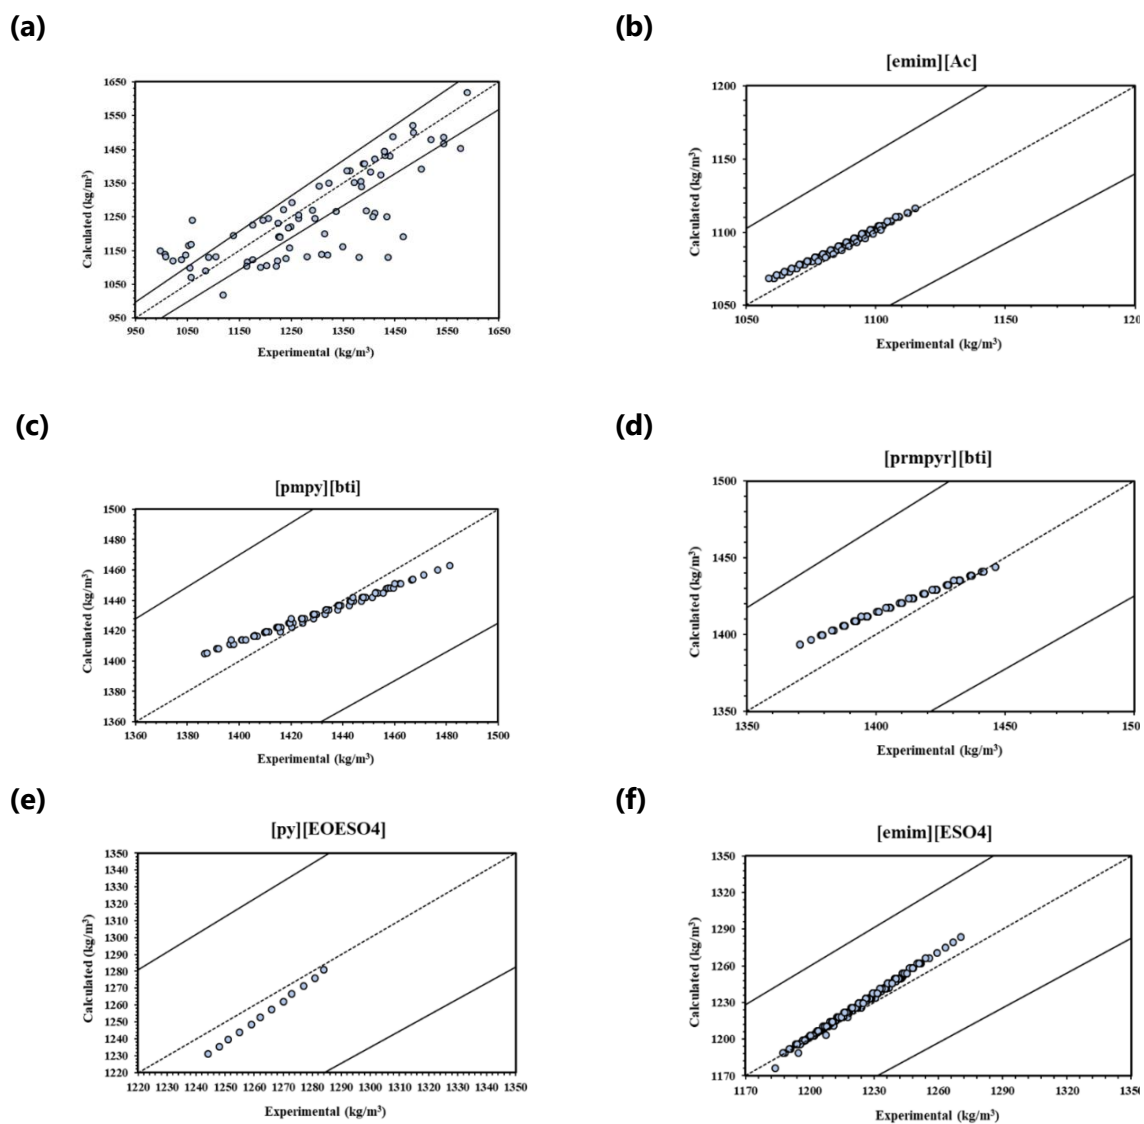 (a)
1650
1550
1450
1350
1250
1150
1050
950
Calculated (kg/m³)
950 1050 1150 1250 1350 1450 1550 1650
Experimental (kg/m³)
(b)
[emim][Ac]
1200
1150
1100
1050
Calculated (kg/m³)
1050 1100 1150 120
Experimental (kg/m³)
(c)
[pmpy][bti]
1500
1480
1460
1440
1420
1400
1380
1360
Calculated (kg/m³)
1360 1380 1400 1420 1440 1460 1480 1500
Experimental (kg/m³)
(d)
[prmpyr][bti]
1500
1450
1400
1350
Calculated (kg/m³)
1350 1400 1450 150
Experimental (kg/m³)
(e)
[py][EOESO4]
1350
1340
1330
1320
1310
1300
1290
1280
1270
1260
1250
1240
1230
1220
Calculated (kg/m³)
1220 1230 1240 1250 1260 1270 1280 1290 1300 1310 1320 1330 1340 1350
Experimental (kg/m³)
(f)
[emim][ESO4]
1350
1320
1290
1260
1230
1200
1170
Calculated (kg/m³)
1170 1200 1230 1260 1290 1320 1350
Experimental (kg/m³)